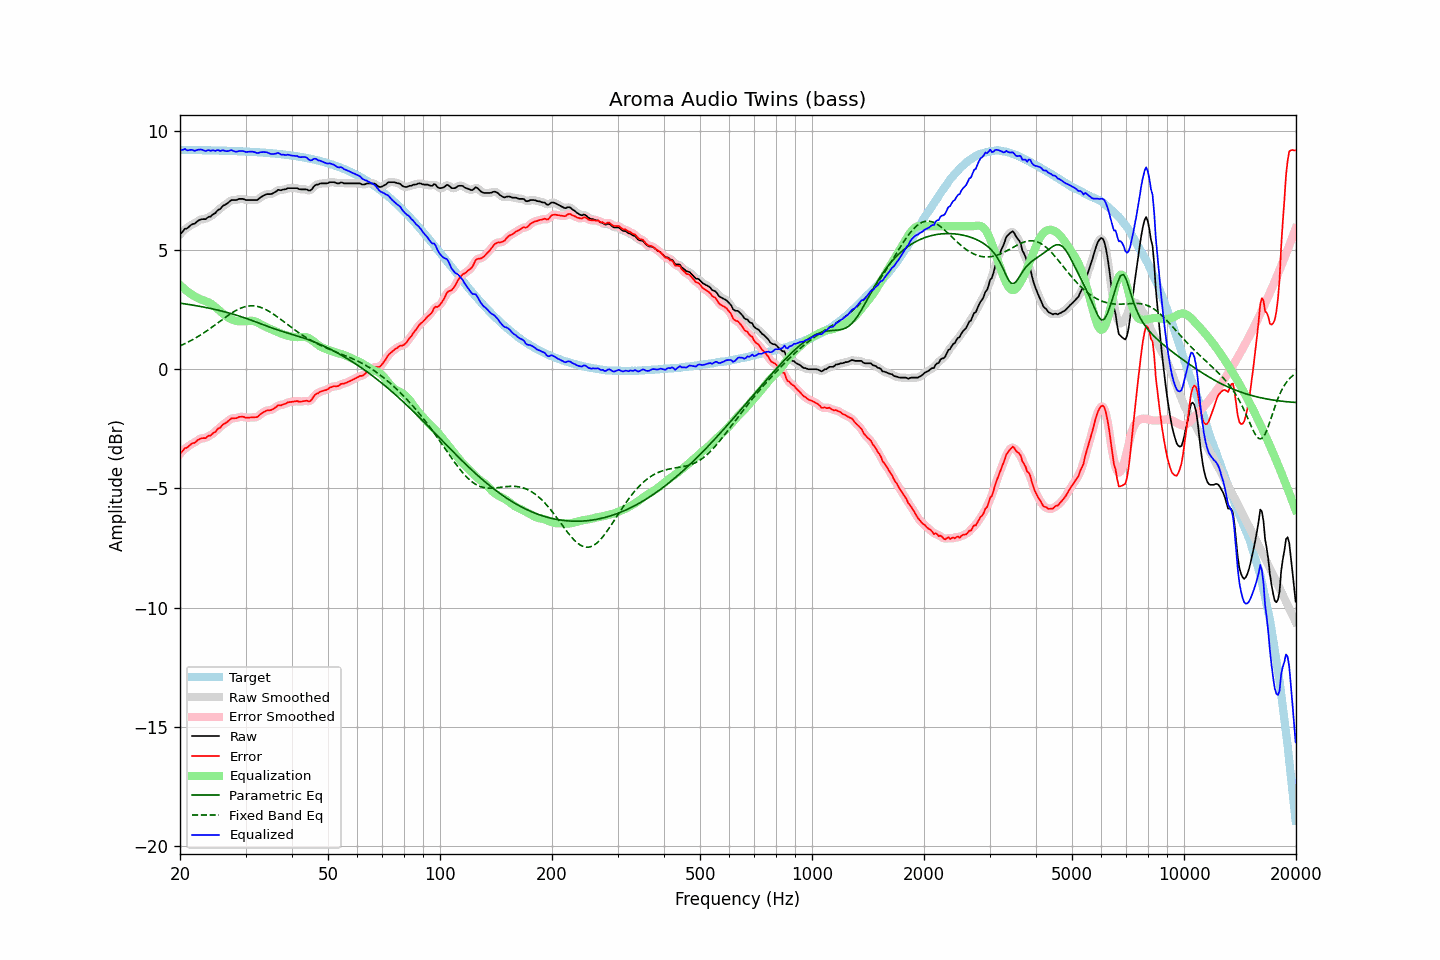 Aroma Audio Twins (bass)
Amplitude (dBr)
10
5
0
−5
−10
−15
−20
Target
Raw Smoothed
Error Smoothed
Raw
Error
Equalization
Parametric Eq
Fixed Band Eq
Equalized
20 50 100 200 500 1000 2000 5000 10000 20000
Frequency (Hz)